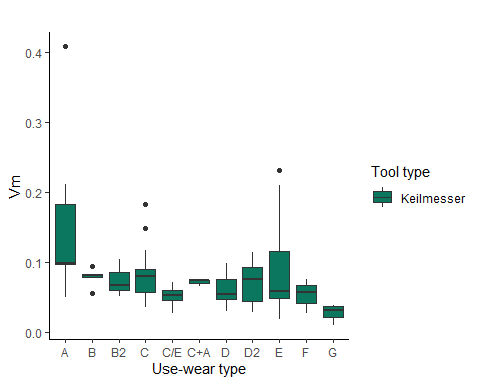 0.4
0.3
0.2
0.1
0.0
Vm
A B B2 C C/E C+A D D2 E F G
Use-wear type
Tool type
Keilmesser